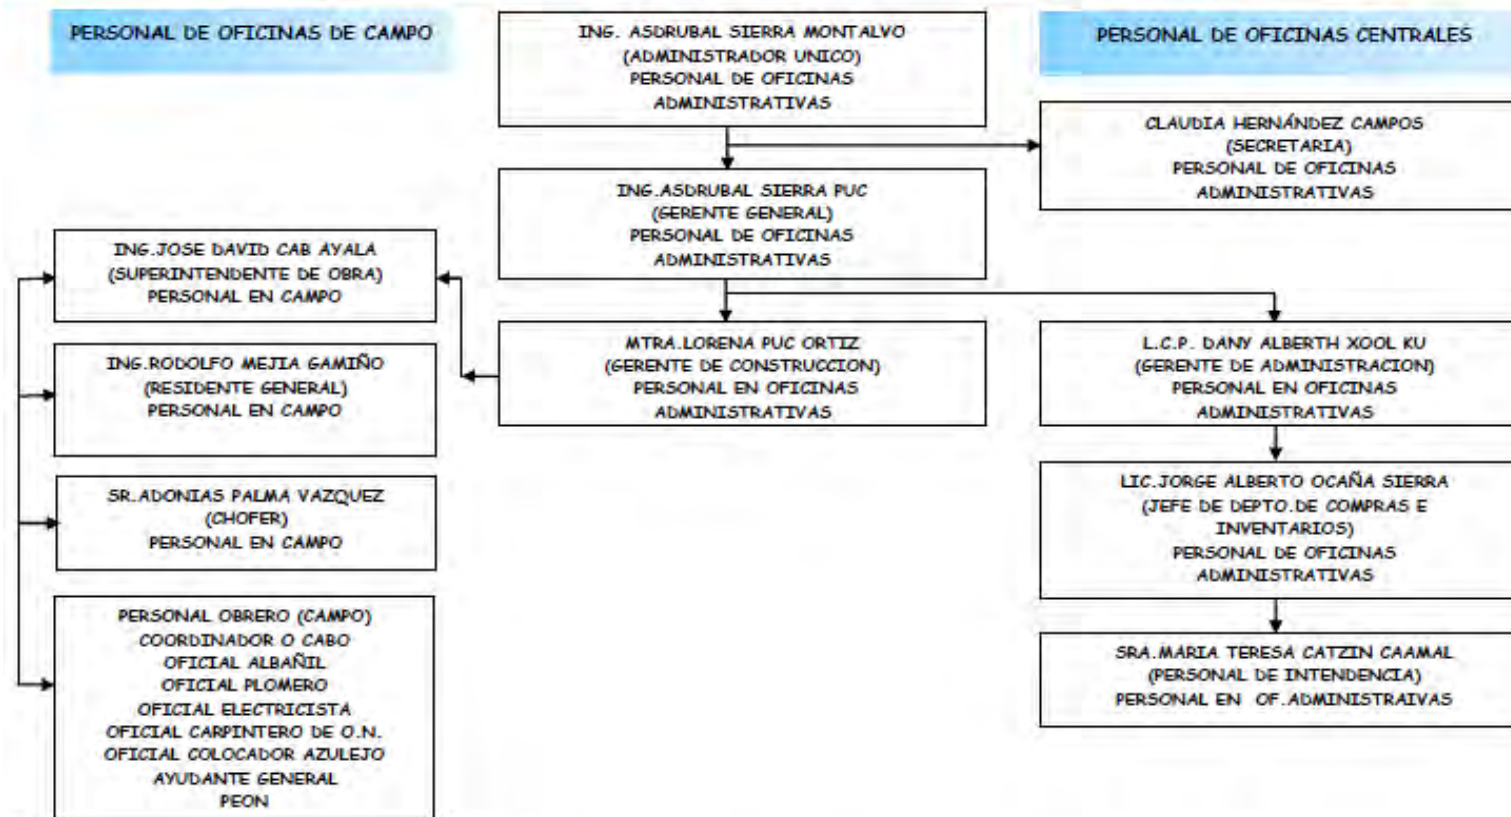 PERSONAL DE OFICINAS DE CAMPO
ING. ASDRUBAL SIERRA MONTALVO
(ADMINISTRADOR UNICO)
PERSONAL DE OFICINAS
ADMINISTRATIVAS
PERSONAL DE OFICINAS CENTRALES
CLAUDIA HERNÁNDEZ CAMPOS
(SECRETARIA)
PERSONAL DE OFICINAS
ADMINISTRATIVAS
ING.ASDRUBAL SIERRA PUC
(GERENTE GENERAL)
PERSONAL DE OFICINAS
ADMINISTRATIVAS
ING.JOSE DAVID CAB AYALA
(SUPERINTENDENTE DE OBRA)
PERSONAL EN CAMPO
MTRA.LORENA PUC ORTIZ
(GERENTE DE CONSTRUCCION)
PERSONAL EN OFICINAS
ADMINISTRATIVAS
L.C.P. DANY ALBERTH XOOL KU
(GERENTE DE ADMINISTRACION)
PERSONAL EN OFICINAS
ADMINISTRATIVAS
ING.RODOLFO MEJIA GAMIÑO
(RESIDENTE GENERAL)
PERSONAL EN CAMPO
LIC.JORGE ALBERTO OCAÑA SIERRA
(JEFE DE DEPTO.DE COMPRAS E
INVENTARIOS)
PERSONAL DE OFICINAS
ADMINISTRATIVAS
SR.ADONIAS PALMA VAZQUEZ
(CHOFER)
PERSONAL EN CAMPO
PERSONAL OBRERO (CAMPO)
COORDINADOR O CABO
OFICIAL ALBAÑIL
OFICIAL PLOMERO
OFICIAL ELECTRICISTA
OFICIAL CARPINTERO DE O.N.
OFICIAL COLOCADOR AZULEJO
AYUDANTE GENERAL
PEON
SRA.MARIA TERESA CATZIN CAAMAL
(PERSONAL DE INTENDENCIA)
PERSONAL EN OF.ADMINISTRAIVAS